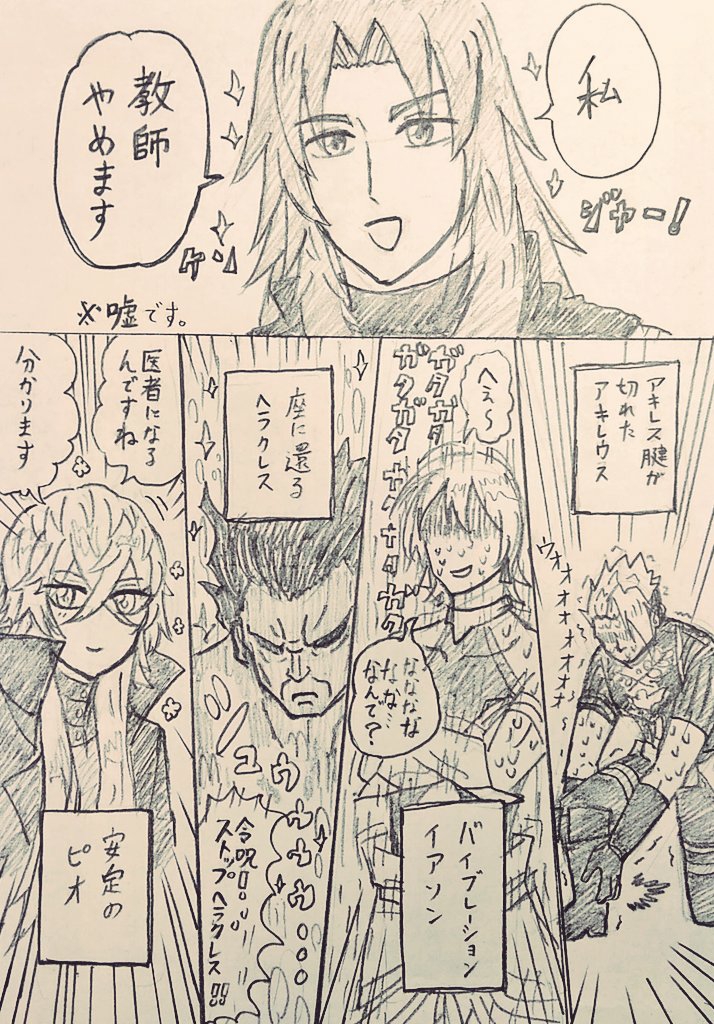 私
ジャー!
教師
やめます
ケン
※嘘です。
アキレス腱が
切れた
アキレウス
ウォオオオオオオオ〜
へぇ〜
ガタガタ
ガタガタ
ガタガタガタ
なななな
なな…
なんで?
バイブレーション
イアソン
座に還る
ヘラクレス
シュウ
ウウウ…
令呪!!
ストップヘラクレス!!
医者になる
んですね
分かります
安定の
ピオ